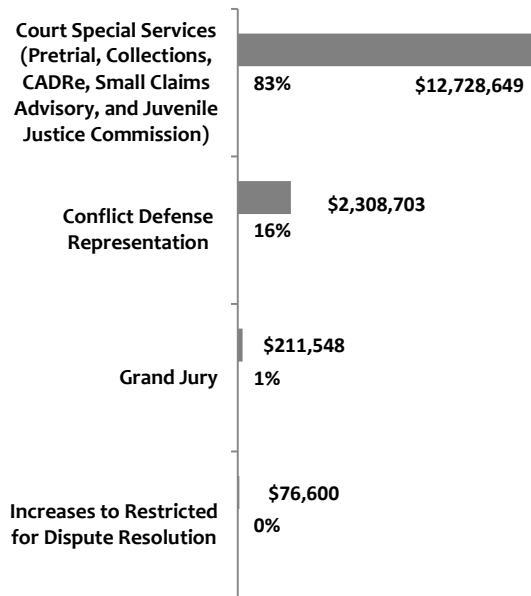 Court Special Services
(Pretrial, Collections,
CADRe, Small Claims
Advisory, and Juvenile
Justice Commission)
83%
$12,728,649
Conflict Defense
Representation
$2,308,703
16%
Grand Jury
$211,548
1%
Increases to Restricted
for Dispute Resolution
$76,600
0%